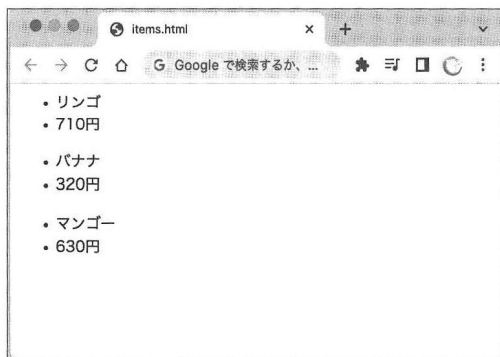 items.html
Google で検索するか、...
リンゴ
710円
バナナ
320円
マンゴー
630円